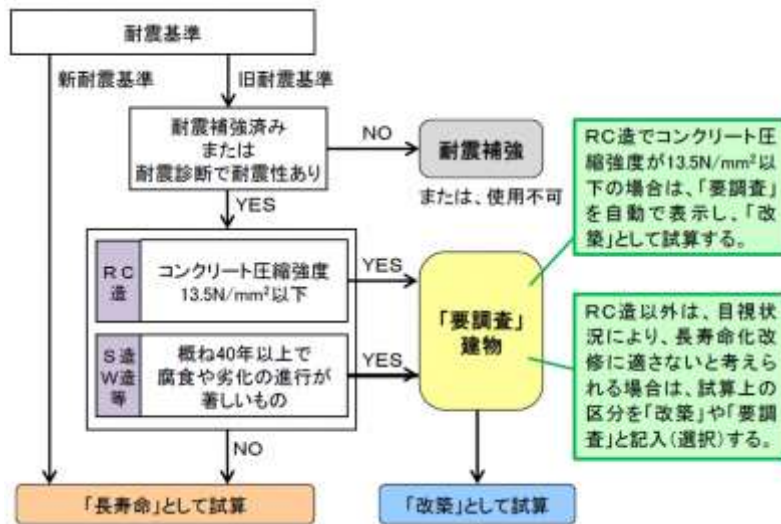 耐震基準
新耐震基準
旧耐震基準
耐震補強済み
または
耐震診断で耐震性あり
NO
耐震補強
または、使用不可
YES
RC
造
コンクリート圧縮強度
13.5N/mm²以下
YES
S造
W造
等
概ね40年以上で
腐食や劣化の進行が
著しいもの
YES
「要調査」
建物
NO
「長寿命」として試算
「改築」として試算
RC造でコンクリート圧
縮強度が13.5N/mm²以
下の場合は、「要調査」
を自動で表示し、「改
築」として試算する。
RC造以外は、目視状
況により、長寿命化改
修に適さないと考えら
れる場合は、試算上の
区分を「改築」や「要調
査」と記入(選択)する。